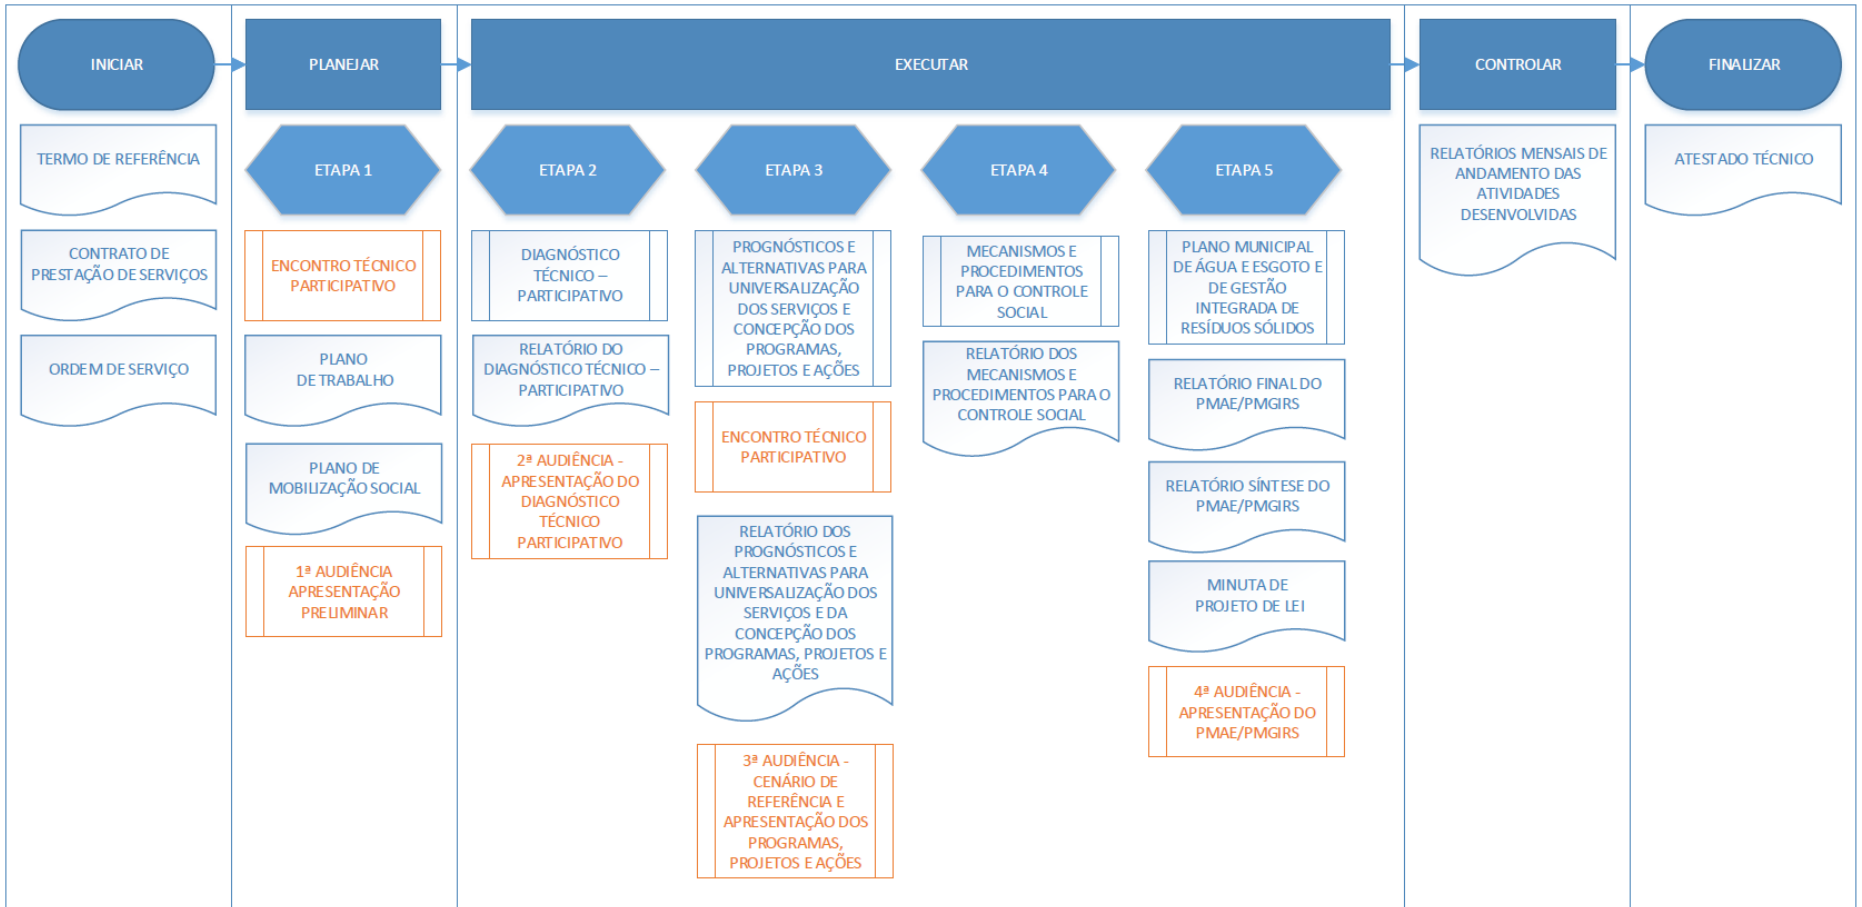 INICIAR
PLANEJAR
EXECUTAR
CONTROLAR
FINALIZAR
TERMO DE REFERÊNCIA
CONTRATO DE
PRESTAÇÃO DE SERVIÇOS
ORDEM DE SERVIÇO
ETAPA 1
ENCONTRO TÉCNICO
PARTICIPATIVO
PLANO
DE TRABALHO
PLANO DE
MOBILIZAÇÃO SOCIAL
1ª AUDIÊNCIA
APRESENTAÇÃO
PRELIMINAR
ETAPA 2
DIAGNÓSTICO
TÉCNICO –
PARTICIPATIVO
RELATÓRIO DO
DIAGNÓSTICO TÉCNICO –
PARTICIPATIVO
2ª AUDIÊNCIA -
APRESENTAÇÃO DO
DIAGNÓSTICO
TÉCNICO
PARTICIPATIVO
ETAPA 3
PROGNÓSTICOS E
ALTERNATIVAS PARA
UNIVERSALIZAÇÃO
DOS SERVIÇOS E
CONCEPÇÃO DOS
PROGRAMAS,
PROJETOS E AÇÕES
ENCONTRO TÉCNICO
PARTICIPATIVO
RELATÓRIO DOS
PROGNÓSTICOS E
ALTERNATIVAS PARA
UNIVERSALIZAÇÃO DOS
SERVIÇOS E DA
CONCEPÇÃO DOS
PROGRAMAS, PROJETOS E
AÇÕES
3ª AUDIÊNCIA -
CENÁRIO DE
REFERÊNCIA E
APRESENTAÇÃO DOS
PROGRAMAS,
PROJETOS E AÇÕES
ETAPA 4
MECANISMOS E
PROCEDIMENTOS
PARA O CONTROLE
SOCIAL
RELATÓRIO DOS
MECANISMOS E
PROCEDIMENTOS PARA O
CONTROLE SOCIAL
ETAPA 5
PLANO MUNICIPAL
DE ÁGUA E ESGOTO E
DE GESTÃO
INTEGRADA DE
RESÍDUOS SÓLIDOS
RELATÓRIO FINAL DO
PMAE/PMGIRS
RELATÓRIO SÍNTESE DO
PMAE/PMGIRS
MINUTA DE
PROJETO DE LEI
4ª AUDIÊNCIA -
APRESENTAÇÃO DO
PMAE/PMGIRS
RELATÓRIOS MENSAIS DE
ANDAMENTO DAS
ATIVIDADES
DESENVOLVIDAS
ATESTADO TÉCNICO